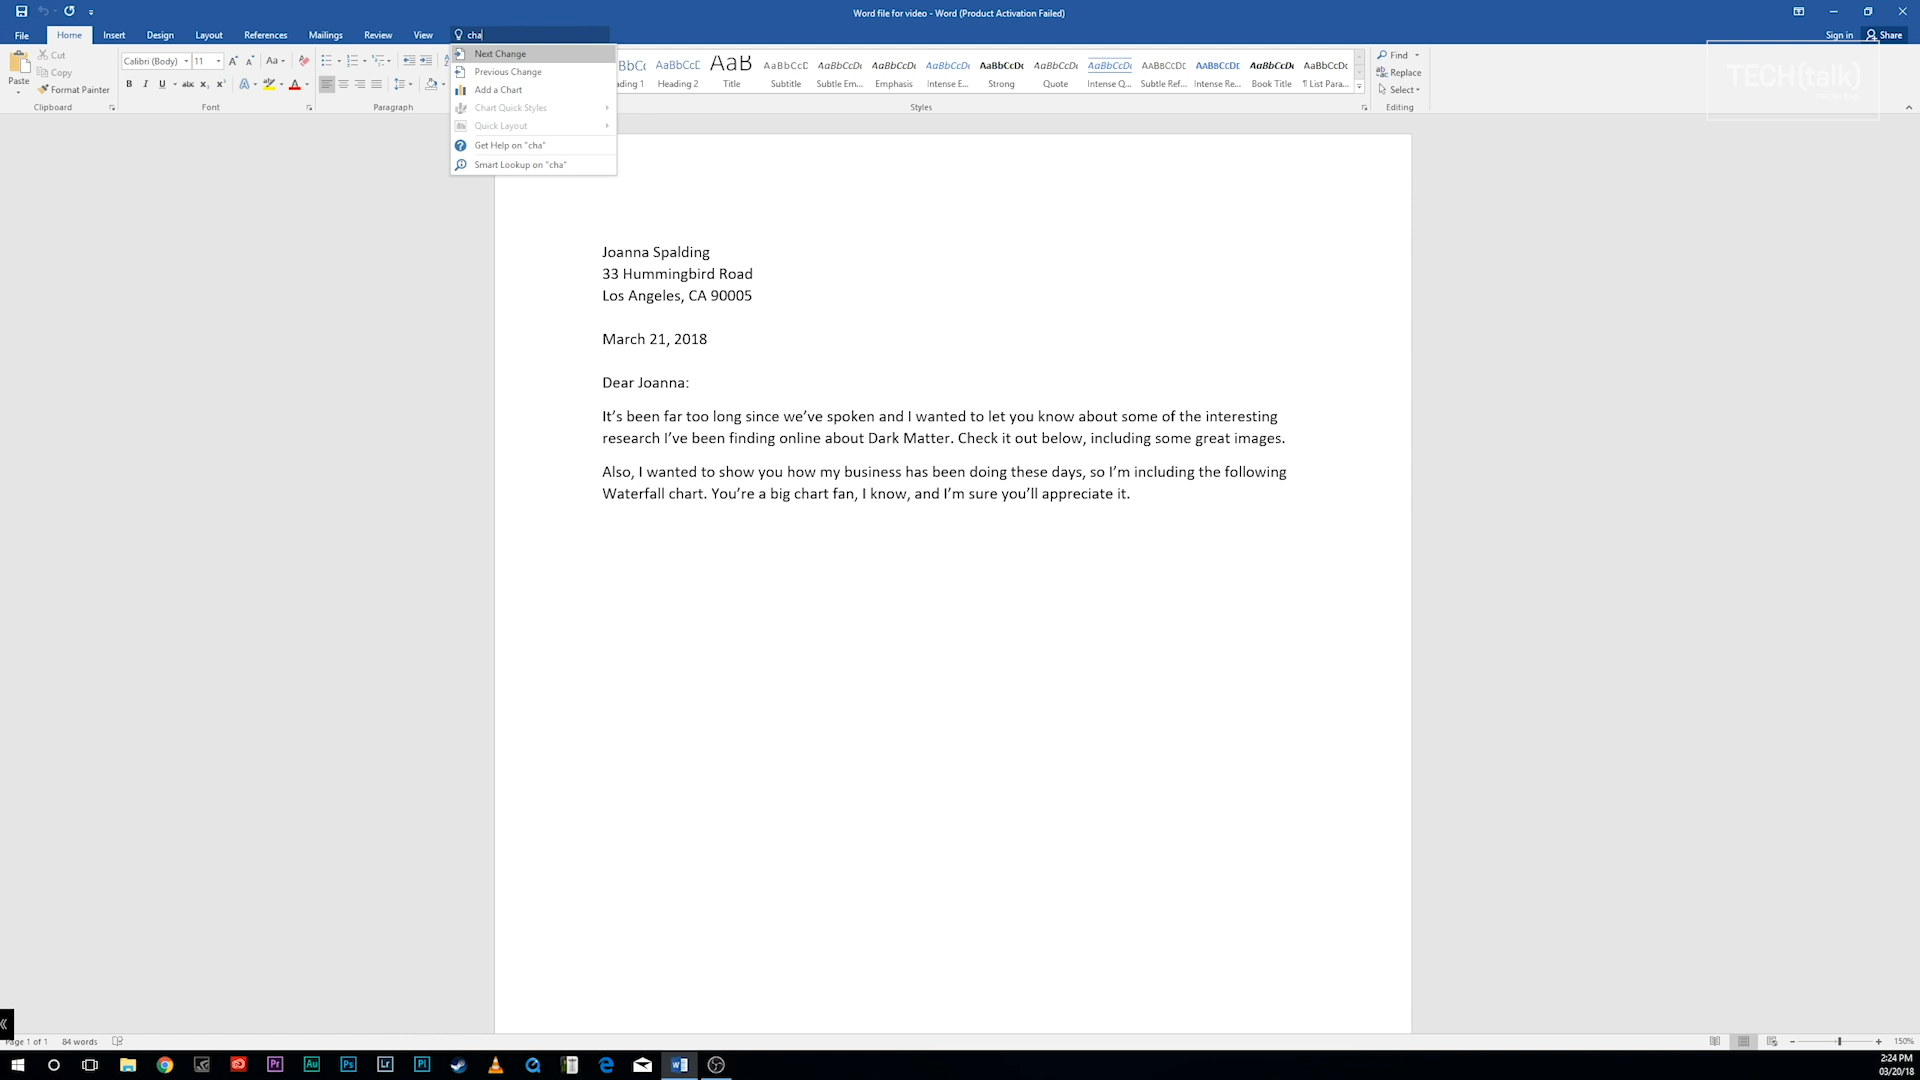 Word file for video - Word (Product Activation Failed)
File Home Insert Design Layout References Mailings Review View cha Sign in Share
Paste
Cut
Copy
Format Painter
Clipboard
Calibri (Body) 11
Font
Paragraph
Next Change
Previous Change
Add a Chart
Chart Quick Styles
Quick Layout
Get Help on "cha"
Smart Lookup on "cha"
ading 1 Heading 2 Title Subtitle Subtle Em... Emphasis Intense E... Strong Quote Intense Q... Subtle Ref... Intense Re... Book Title ¶ List Para...
Styles
Find
Replace
Select
Editing
TECH(talk)
Joanna Spalding
33 Hummingbird Road
Los Angeles, CA 90005
March 21, 2018
Dear Joanna:
It’s been far too long since we’ve spoken and I wanted to let you know about some of the interesting
research I’ve been finding online about Dark Matter. Check it out below, including some great images.
Also, I wanted to show you how my business has been doing these days, so I’m including the following
Waterfall chart. You’re a big chart fan, I know, and I’m sure you’ll appreciate it.
Page 1 of 1 84 words 150%
2:24 PM
03/20/18